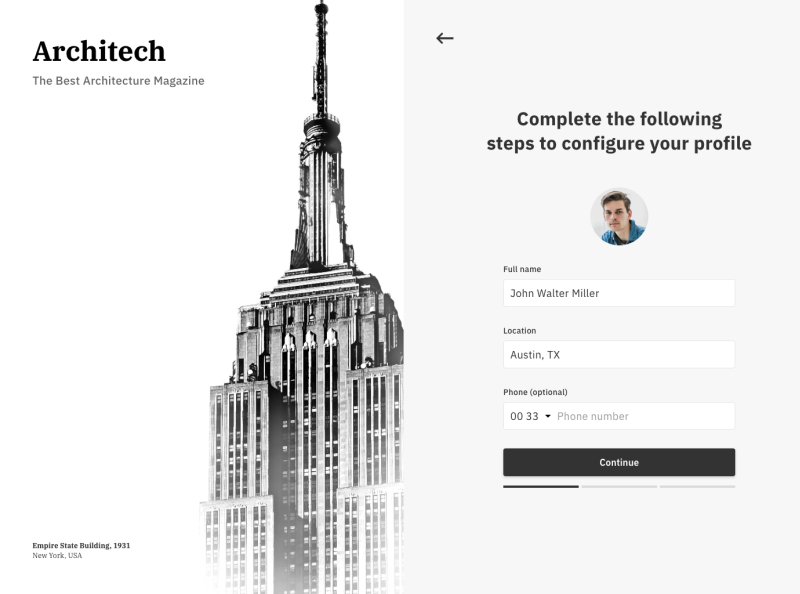 Architech
The Best Architecture Magazine
Empire State Building, 1931
New York, USA
Complete the following
steps to configure your profile
Full name
John Walter Miller
Location
Austin, TX
Phone (optional)
00 33 Phone number
Continue